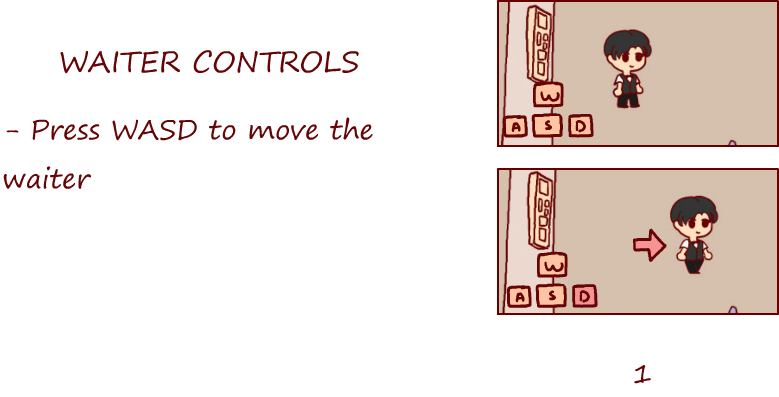 WAITER CONTROLS
- Press WASD to move the
waiter
W
A S D
W
A S D
1